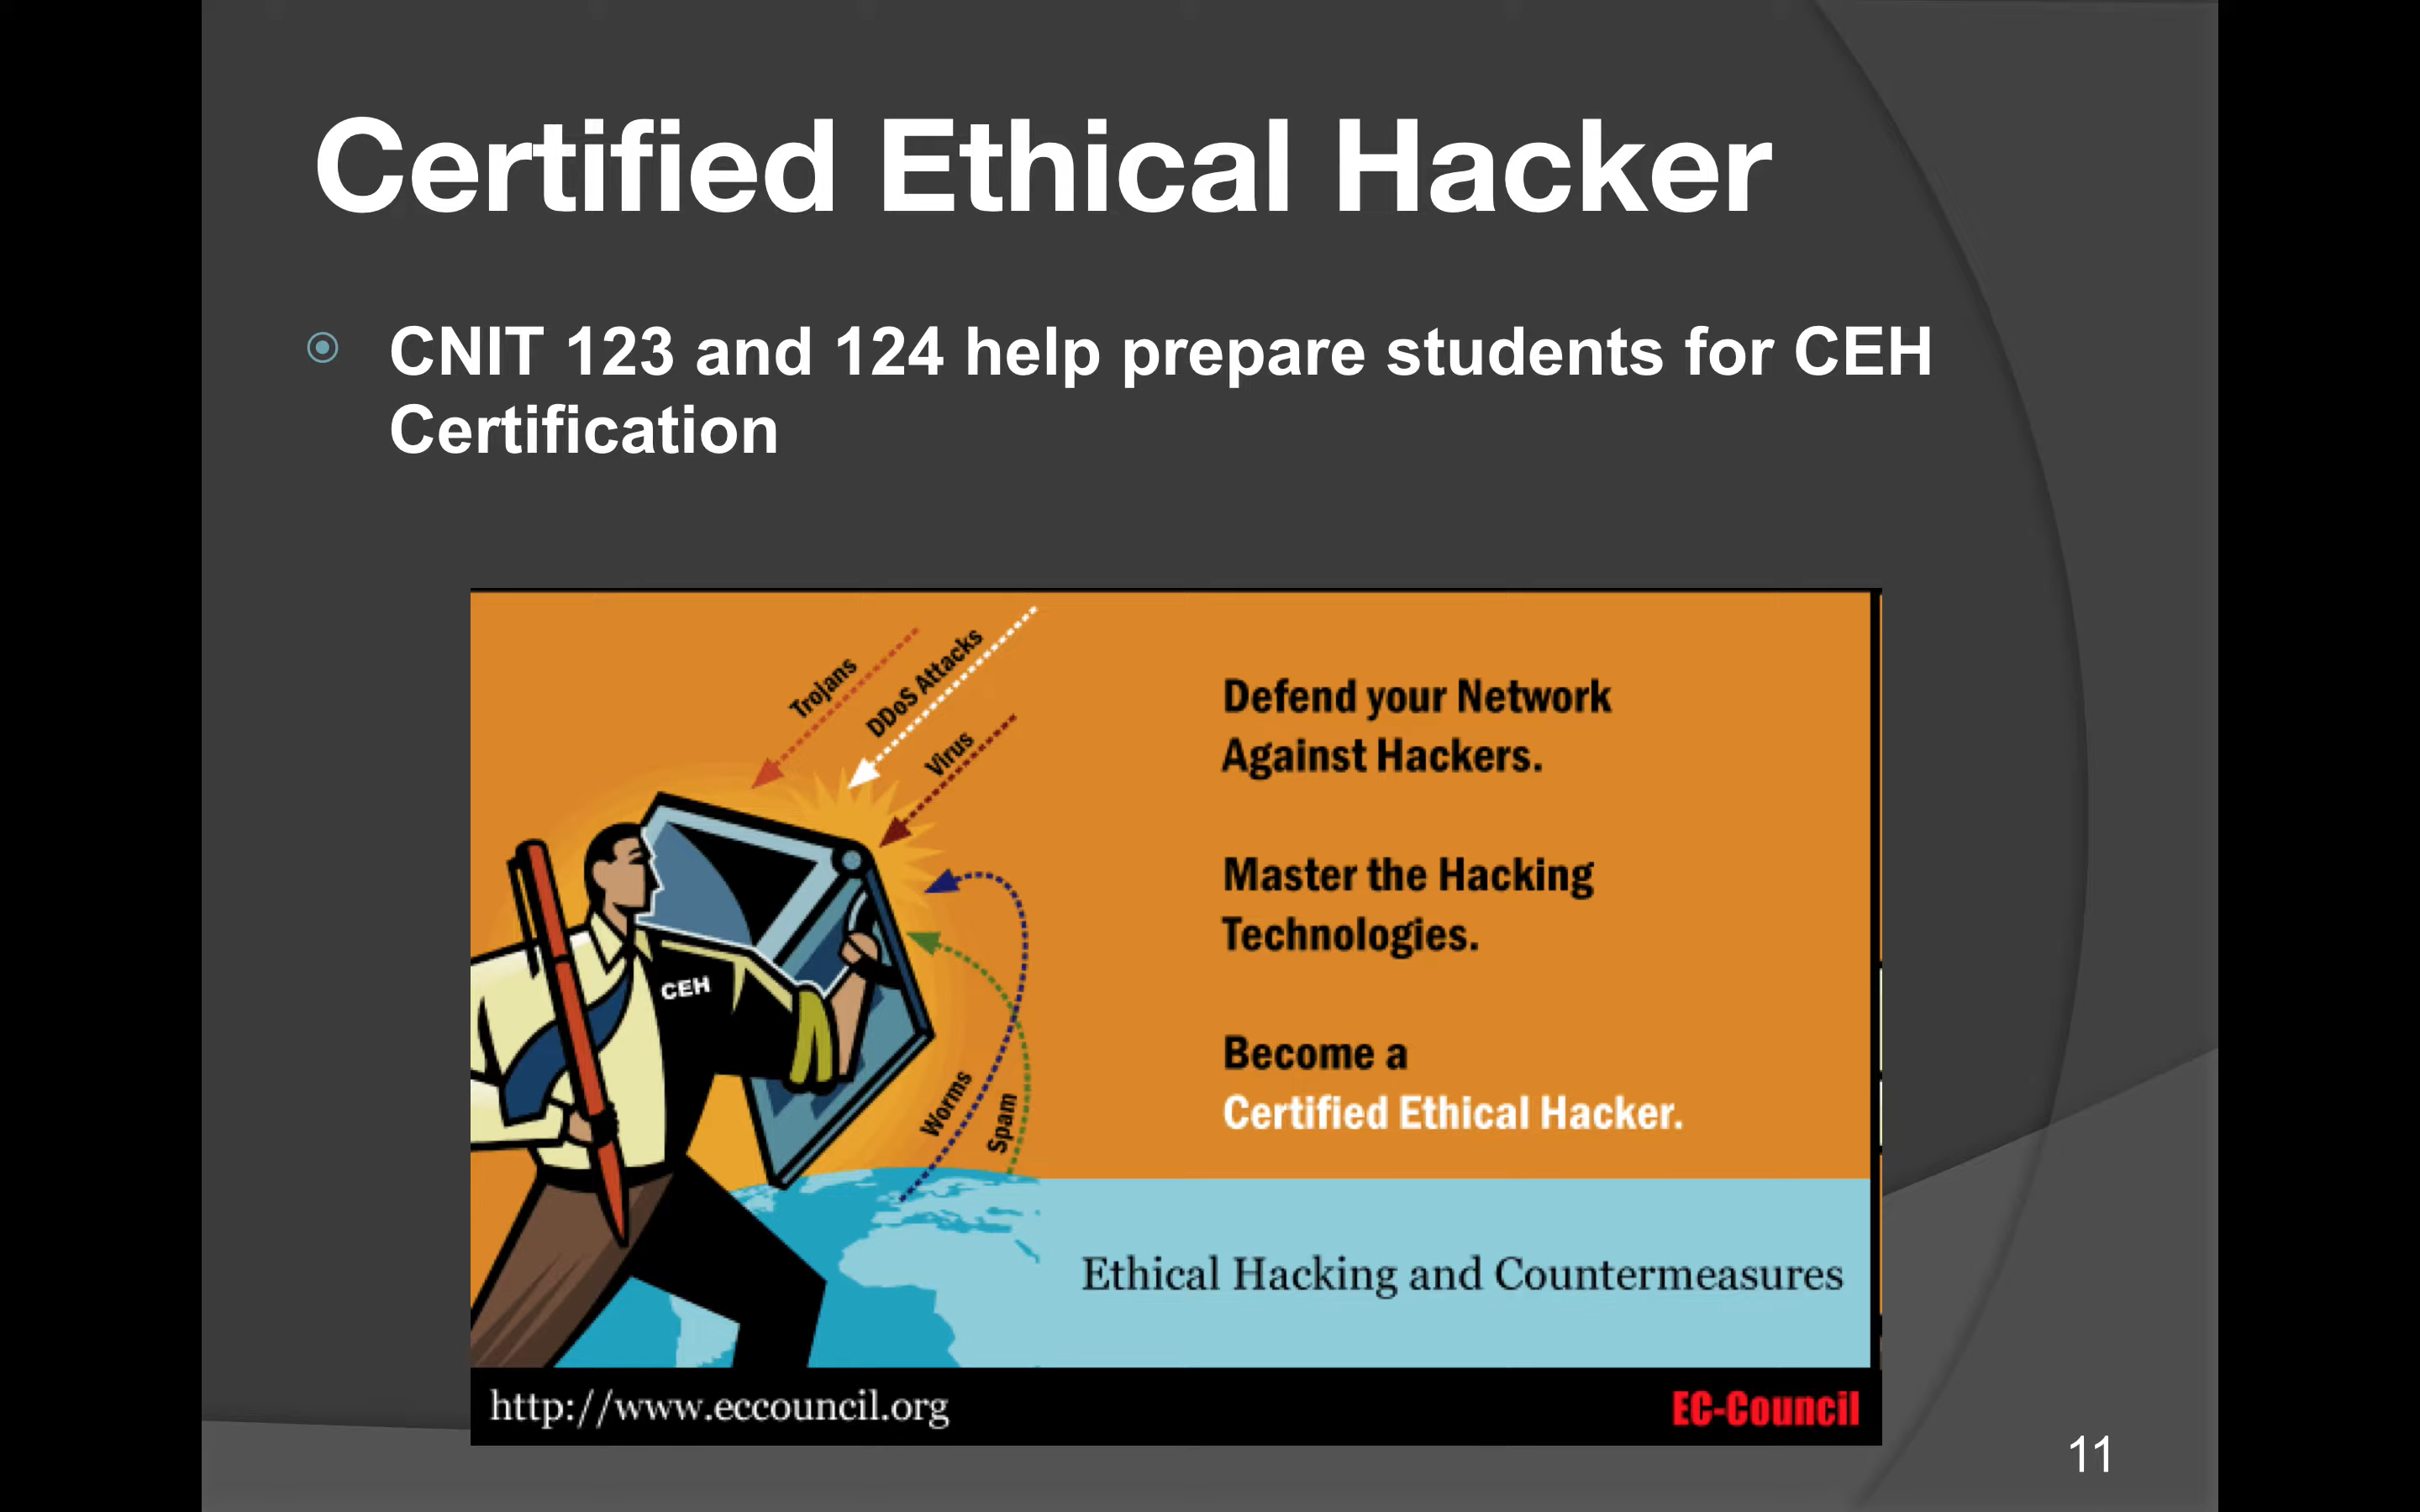 Certified Ethical Hacker
CNIT 123 and 124 help prepare students for CEH
Certification
Trojans
DDoS Attacks
Virus
CEH
Worms
Spam
Defend your Network
Against Hackers.
Master the Hacking
Technologies.
Become a
Certified Ethical Hacker.
Ethical Hacking and Countermeasures
http://www.eccouncil.org
EC-Council
11